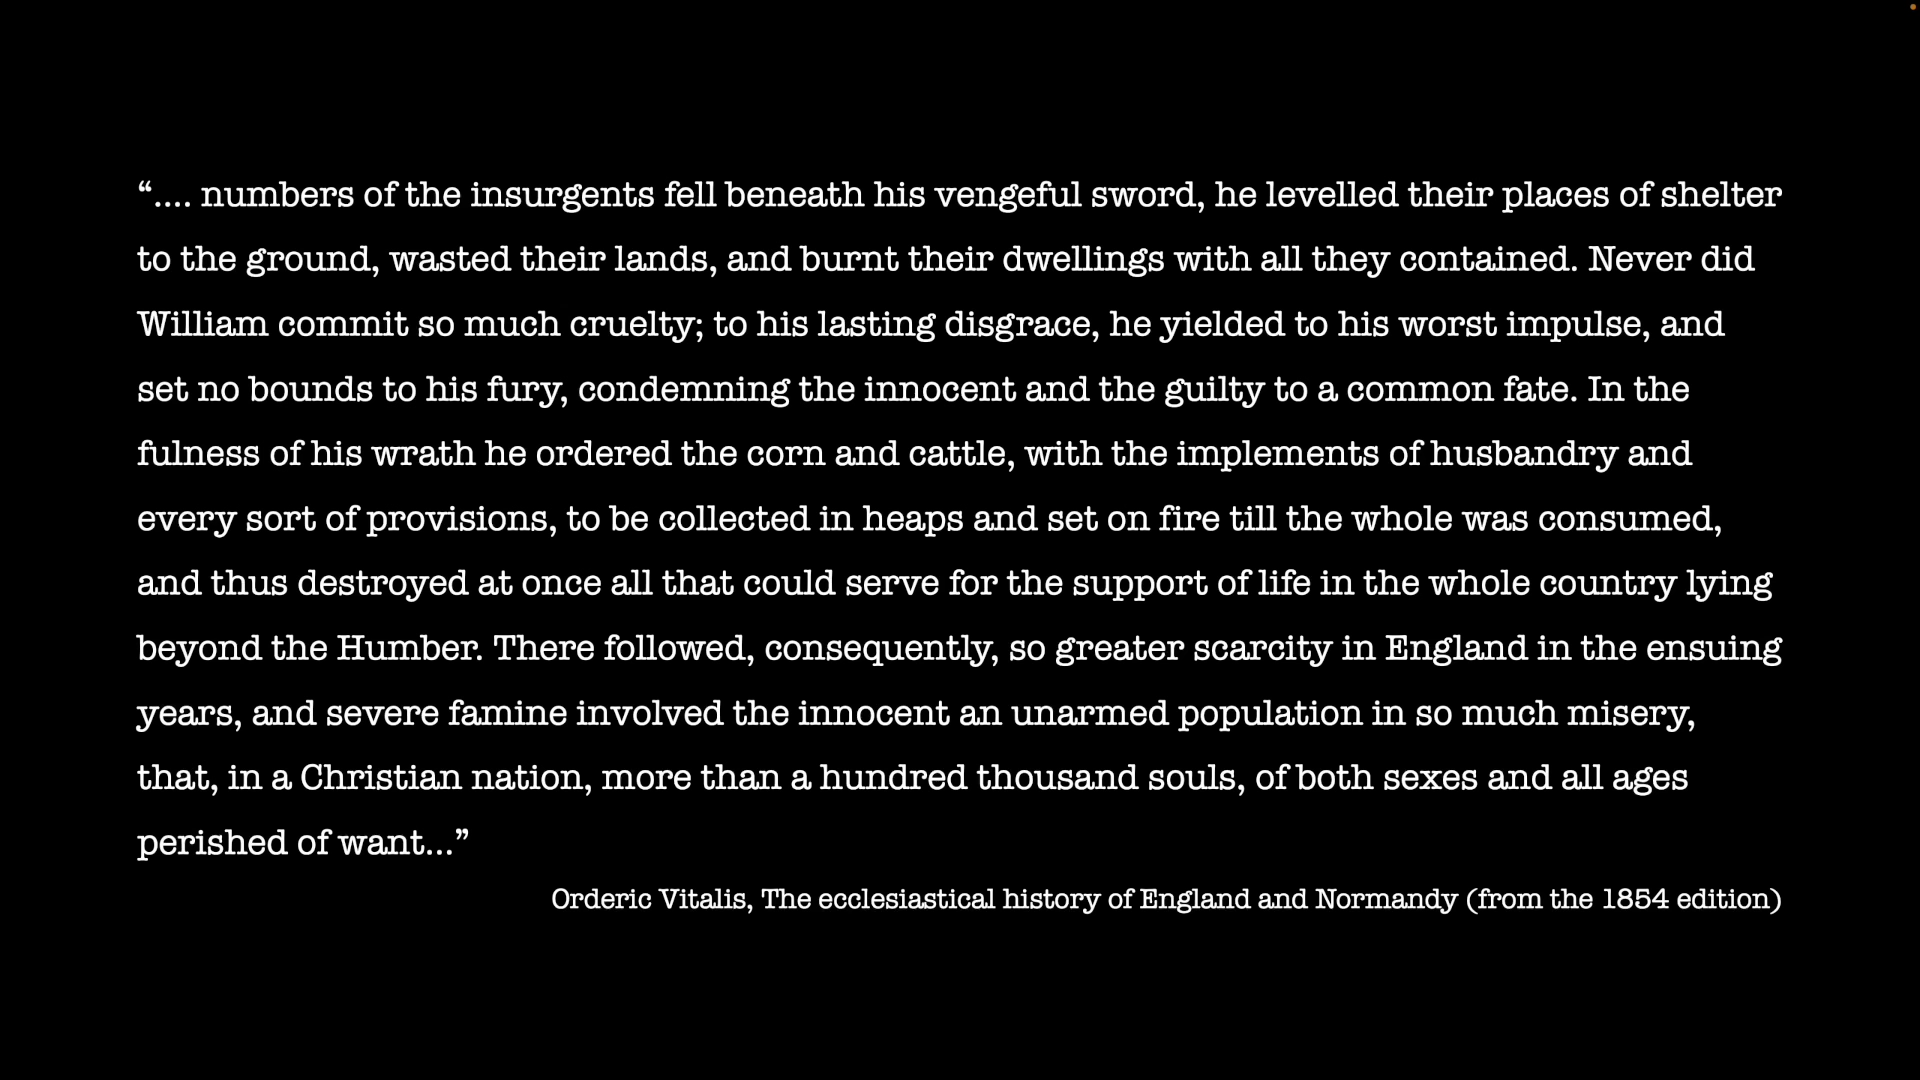 “.... numbers of the insurgents fell beneath his vengeful sword, he levelled their places of shelter
to the ground, wasted their lands, and burnt their dwellings with all they contained. Never did
William commit so much cruelty; to his lasting disgrace, he yielded to his worst impulse, and
set no bounds to his fury, condemning the innocent and the guilty to a common fate. In the
fulness of his wrath he ordered the corn and cattle, with the implements of husbandry and
every sort of provisions, to be collected in heaps and set on fire till the whole was consumed,
and thus destroyed at once all that could serve for the support of life in the whole country lying
beyond the Humber. There followed, consequently, so greater scarcity in England in the ensuing
years, and severe famine involved the innocent an unarmed population in so much misery,
that, in a Christian nation, more than a hundred thousand souls, of both sexes and all ages
perished of want...”
Orderic Vitalis, The ecclesiastical history of England and Normandy (from the 1854 edition)